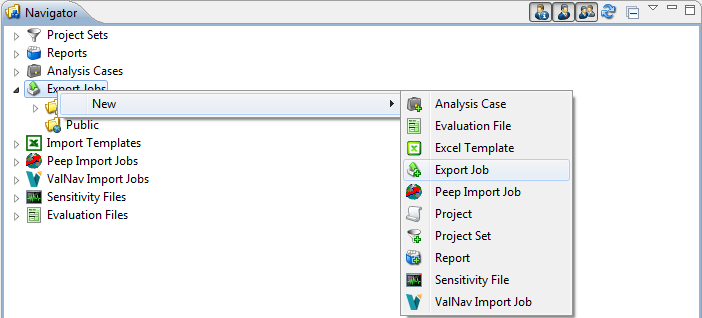 Navigator
Project Sets
Reports
Analysis Cases
Export Jobs
New
Public
Import Templates
Peep Import Jobs
ValNav Import Jobs
Sensitivity Files
Evaluation Files
Analysis Case
Evaluation File
Excel Template
Export Job
Peep Import Job
Project
Project Set
Report
Sensitivity File
ValNav Import Job